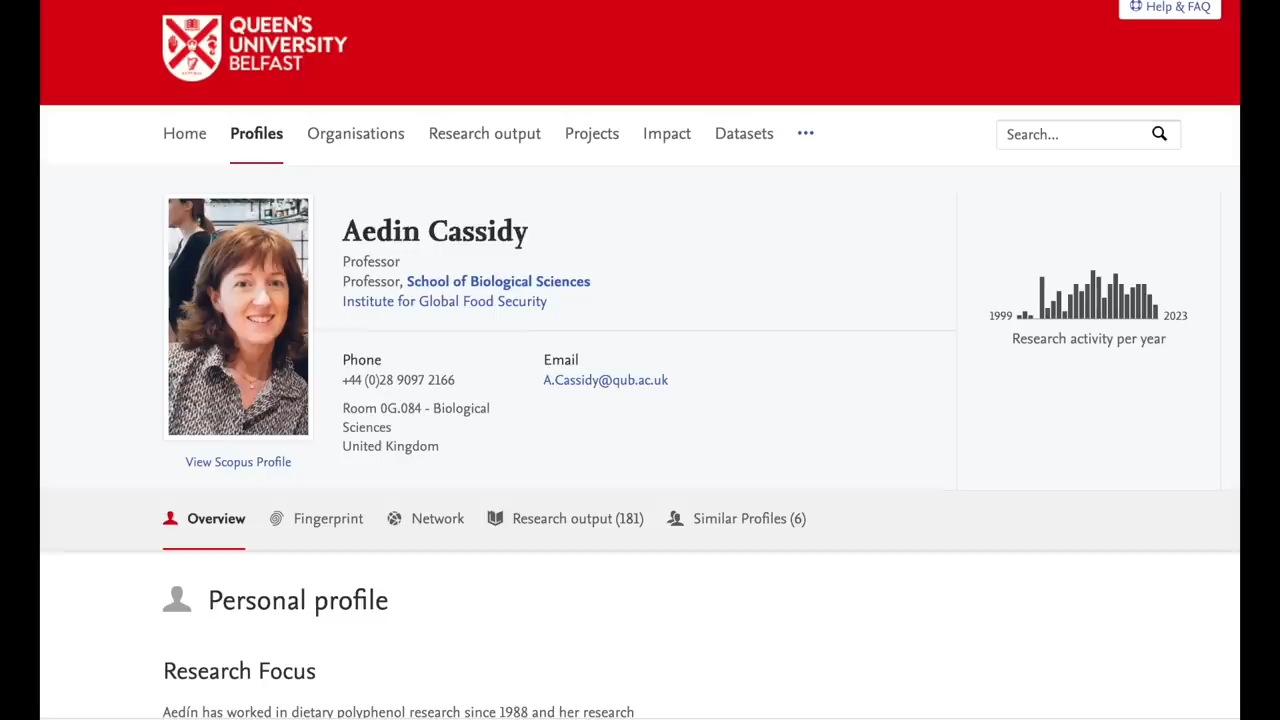 Help & FAQ
QUEEN'S
UNIVERSITY
BELFAST
Home Profiles Organisations Research output Projects Impact Datasets ••• Search...
Aedin Cassidy
Professor
Professor, School of Biological Sciences
Institute for Global Food Security
1999 2023
Research activity per year
Phone Email
+44 (0)28 9097 2166 A.Cassidy@qub.ac.uk
Room 0G.084 - Biological
Sciences
United Kingdom
View Scopus Profile
Overview Fingerprint Network Research output (181) Similar Profiles (6)
Personal profile
Research Focus
Aedín has worked in dietary polyphenol research since 1988 and her research